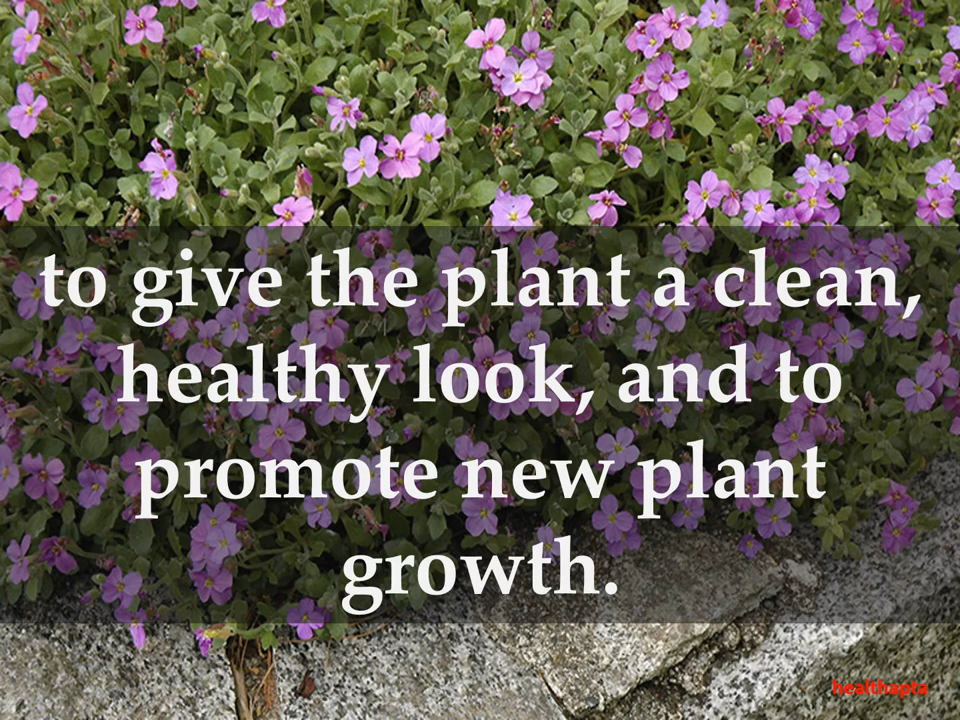 to give the plant a clean,
healthy look, and to
promote new plant
growth.
healthapta